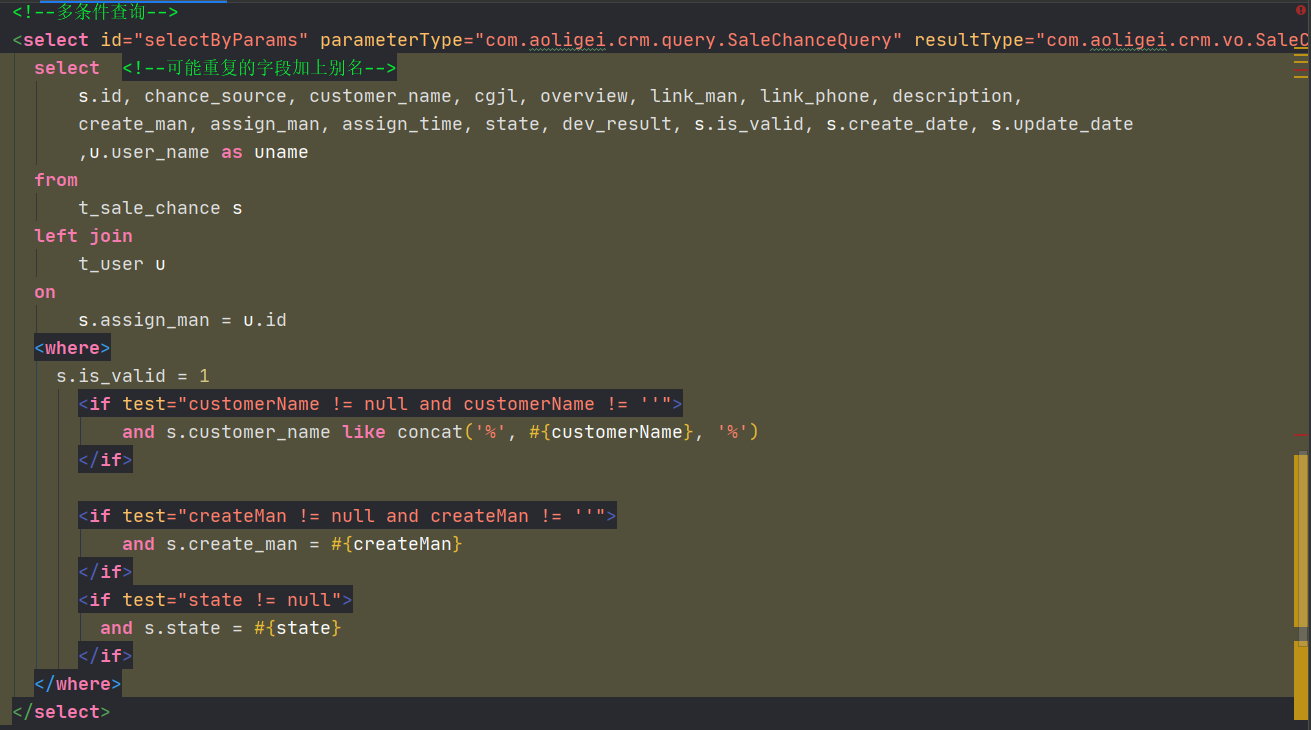 <!--多条件查询-->
<select id="selectByParams" parameterType="com.aoligei.crm.query.SaleChanceQuery" resultType="com.aoligei.crm.vo.SaleC
select <!--可能重复的字段加上别名-->
s.id, chance_source, customer_name, cgjl, overview, link_man, link_phone, description,
create_man, assign_man, assign_time, state, dev_result, s.is_valid, s.create_date, s.update_date
,u.user_name as uname
from
t_sale_chance s
left join
t_user u
on
s.assign_man = u.id
<where>
s.is_valid = 1
<if test="customerName != null and customerName != ''">
and s.customer_name like concat('%', #{customerName}, '%')
</if>
<if test="createMan != null and createMan != ''">
and s.create_man = #{createMan}
</if>
<if test="state != null">
and s.state = #{state}
</if>
</where>
</select>